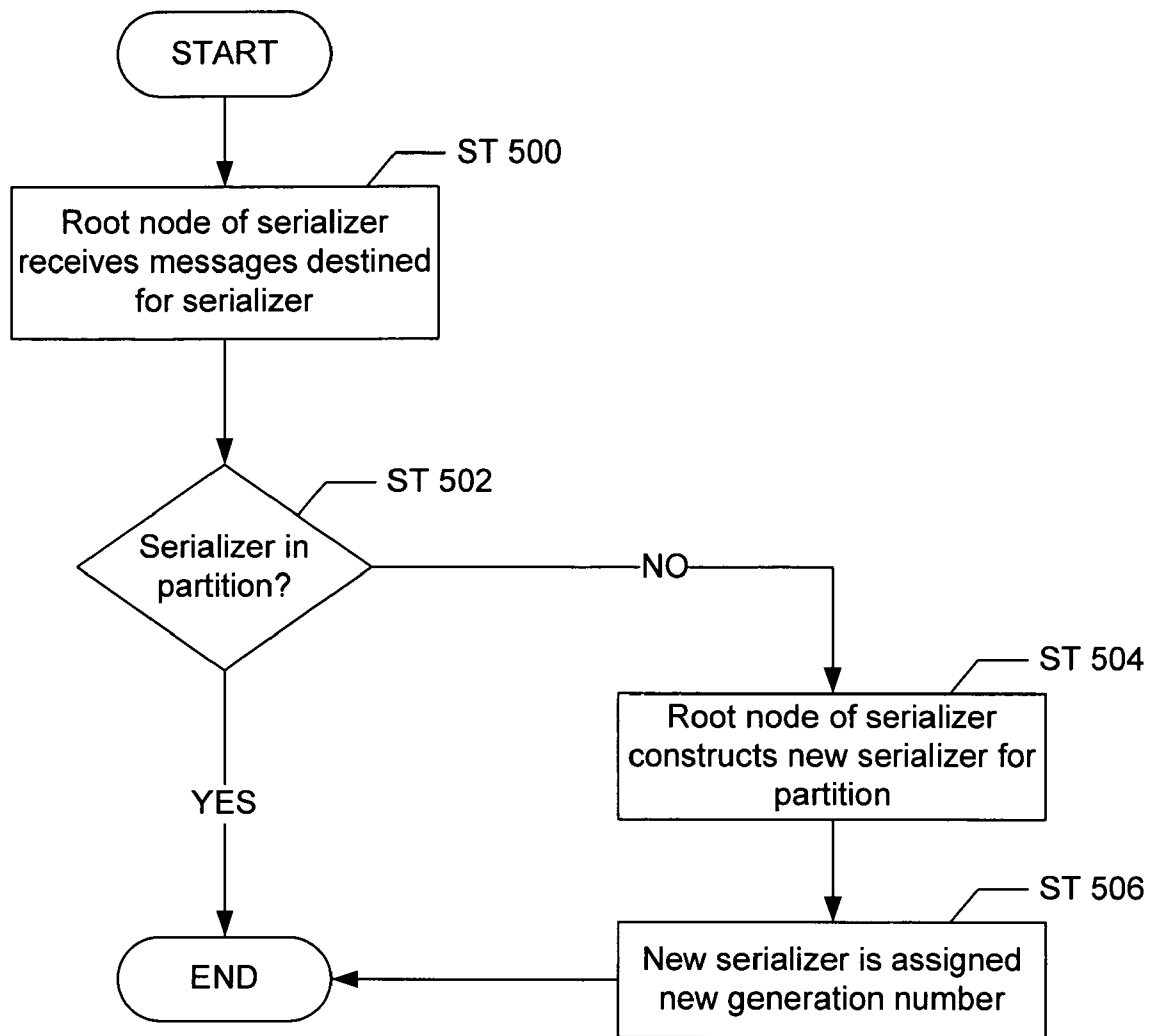 START
ST 500
Root node of serializer
receives messages destined
for serializer
ST 502
Serializer in
partition?
NO
ST 504
Root node of serializer
constructs new serializer for
partition
YES
ST 506
New serializer is assigned
new generation number
END